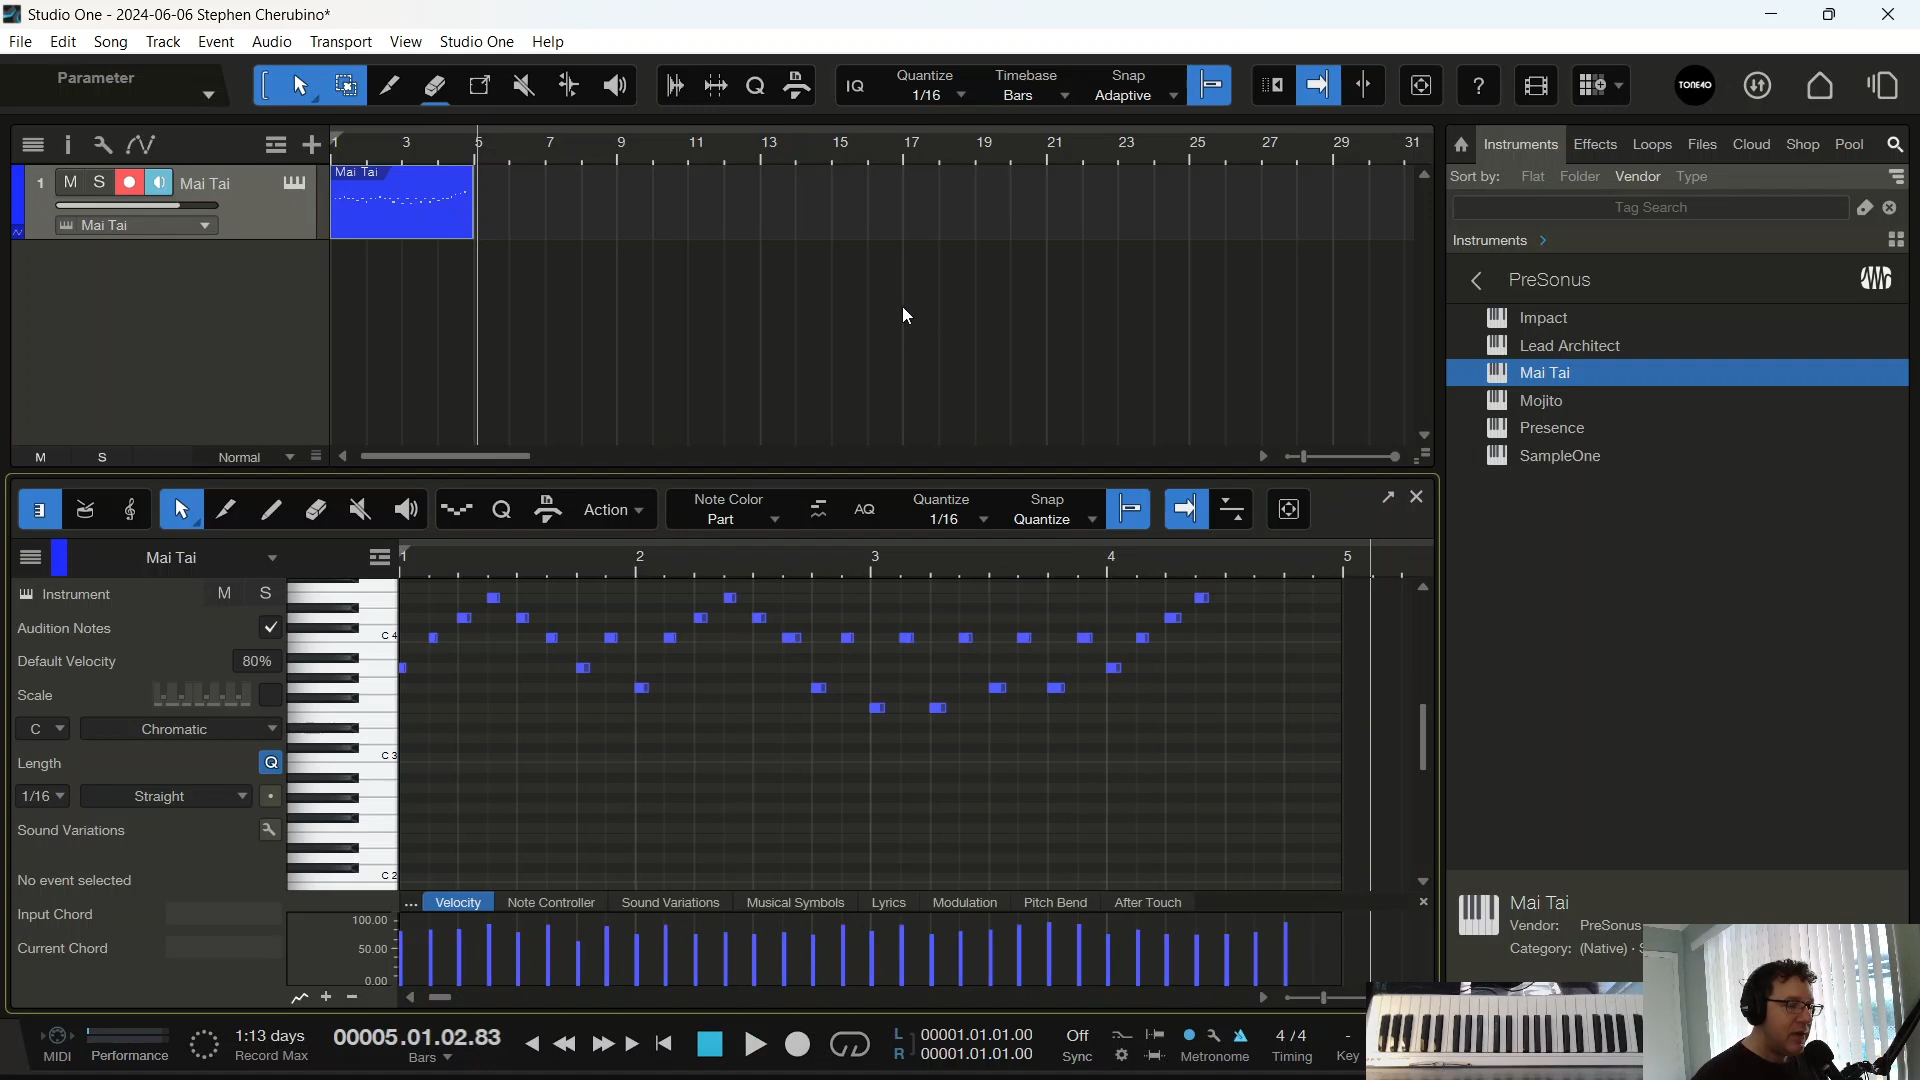 Studio One - 2024-06-06 Stephen Cherubino*
File Edit Song Track Event Audio Transport View Studio One Help
Parameter
IQ Quantize 1/16 Timebase Bars Snap Adaptive ? TONE40
1 3 5 7 9 11 13 15 17 19 21 23 25 27 29 31
1 M S Mai Tai
Mai Tai
Mai Tai
M S Normal
Instruments Effects Loops Files Cloud Shop Pool
Sort by: Flat Folder Vendor Type
Tag Search
Instruments
PreSonus
Impact
Lead Architect
Mai Tai
Mojito
Presence
SampleOne
Q Action Note Color Part AQ Quantize 1/16 Snap Quantize
Mai Tai
1 2 3 4 5
Instrument M S
Audition Notes
Default Velocity 80%
Scale
C Chromatic
Length Q
1/16 Straight
Sound Variations
No event selected
Input Chord
Current Chord
C 4
C 3
C 2
... Velocity Note Controller Sound Variations Musical Symbols Lyrics Modulation Pitch Bend After Touch
100.00
50.00
0.00
Mai Tai
Vendor: PreSonus
Category: (Native)
MIDI Performance
1:13 days
Record Max
00005.01.02.83
Bars
L 00001.01.01.00
R 00001.01.01.00
Off
Sync
Metronome
4 / 4
Timing
-
Key